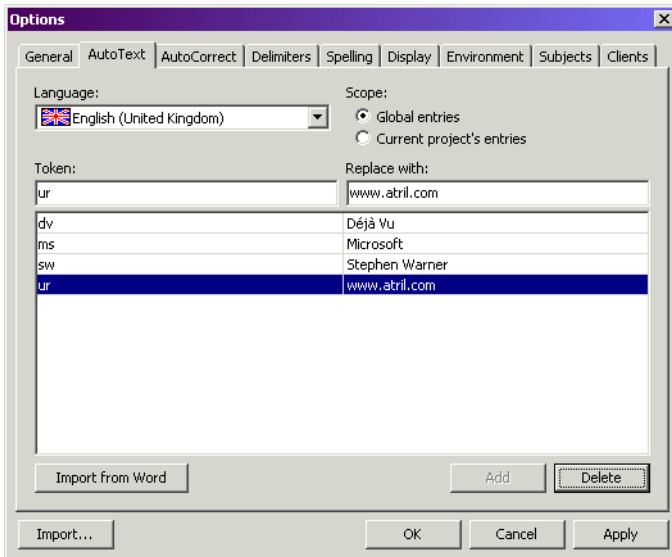 Options
General AutoText AutoCorrect Delimiters Spelling Display Environment Subjects Clients
Language: Scope:
English (United Kingdom) Global entries
Current project's entries
Token: Replace with:
ur www.atril.com
dv Déjà Vu
ms Microsoft
sw Stephen Warner
ur www.atril.com
Import from Word Add Delete
Import... OK Cancel Apply